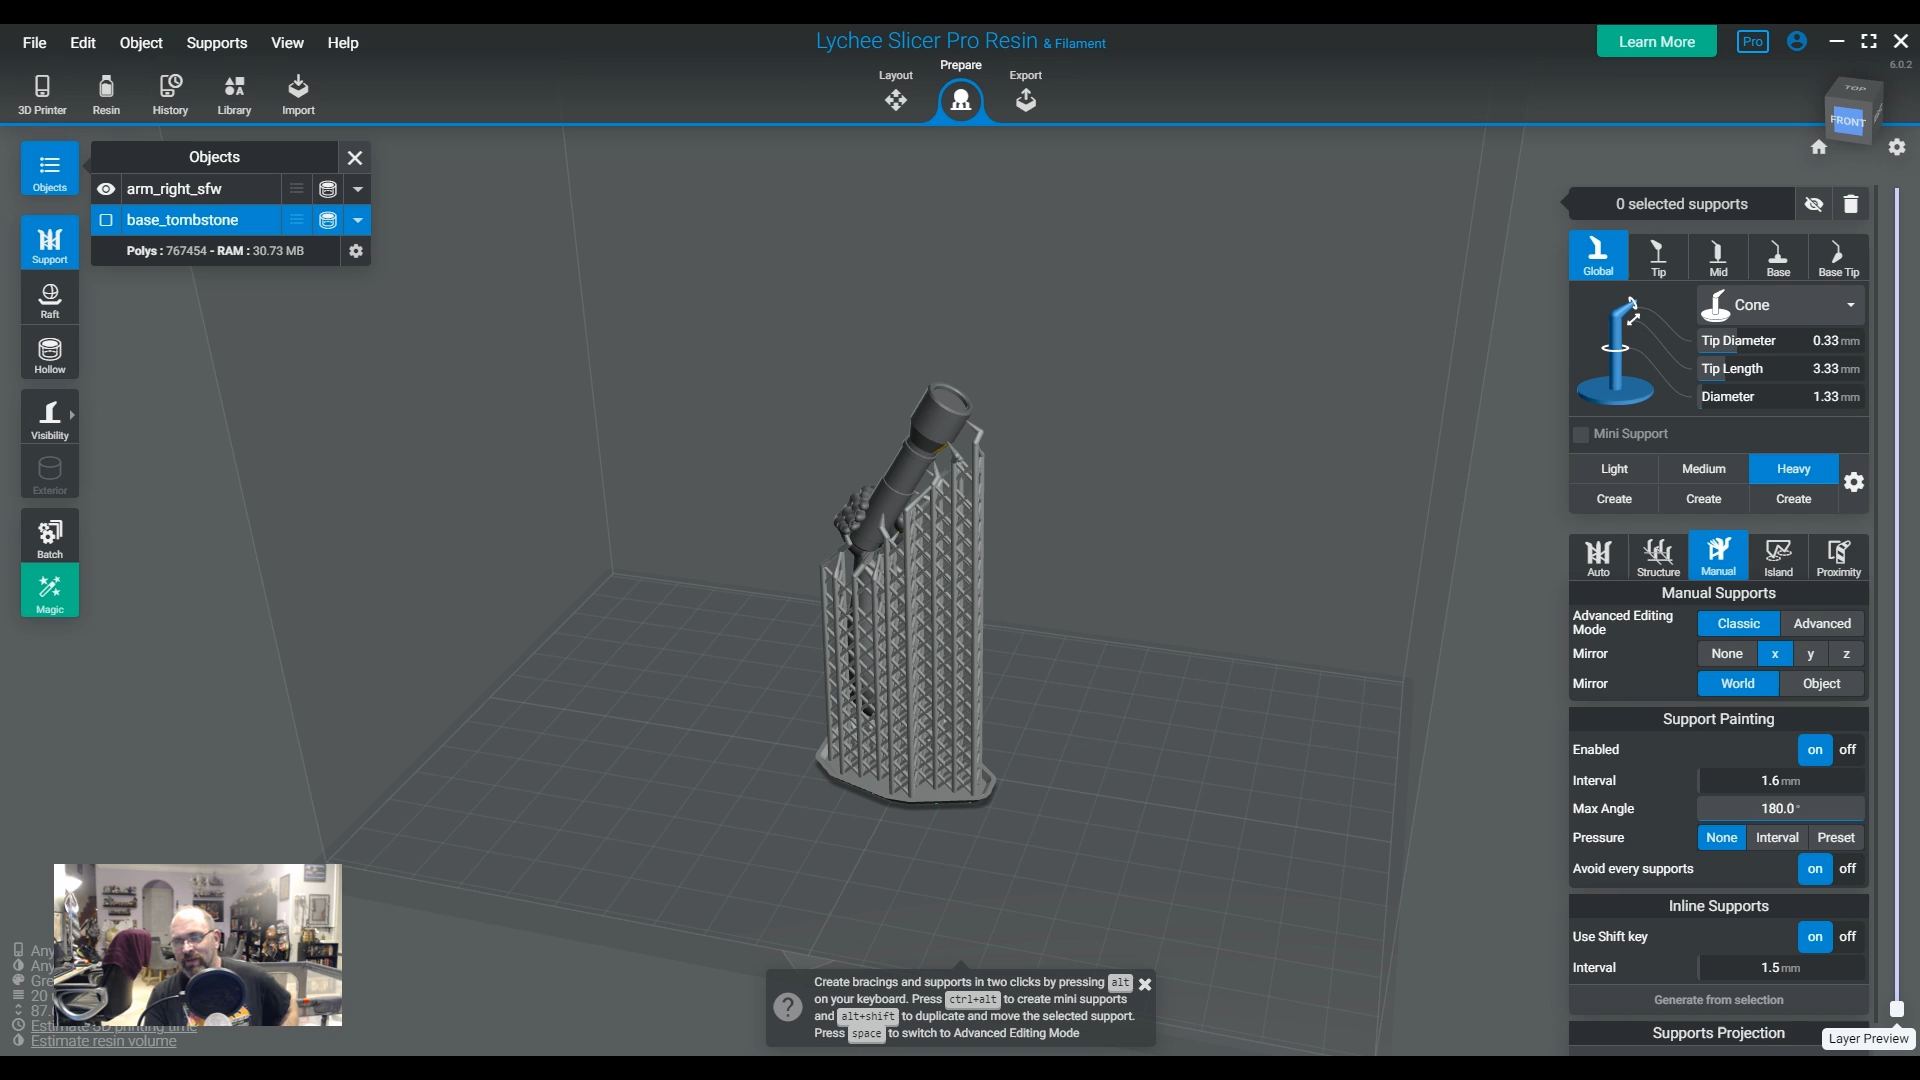 File Edit Object Supports View Help
Lychee Slicer Pro Resin & Filament
Learn More
Pro
6.0.2
3D Printer Resin History Library Import
Layout Prepare Export
TOP
FRONT
Objects
Objects
arm_right_sfw
base_tombstone
Polys : 767454 - RAM : 30.73 MB
Support
Raft
Hollow
Visibility
Exterior
Batch
Magic
0 selected supports
Global Tip Mid Base Base Tip
Cone
Tip Diameter 0.33 mm
Tip Length 3.33 mm
Diameter 1.33 mm
Mini Support
Light Medium Heavy
Create Create Create
Auto Structure Manual Island Proximity
Manual Supports
Advanced Editing
Mode
Classic Advanced
Mirror None x y z
Mirror World Object
Support Painting
Enabled on off
Interval 1.6 mm
Max Angle 180.0 °
Pressure None Interval Preset
Avoid every supports on off
Inline Supports
Use Shift key on off
Interval 1.5 mm
Generate from selection
Supports Projection
Layer Preview
Create bracings and supports in two clicks by pressing alt
on your keyboard. Press ctrl+alt to create mini supports
and alt+shift to duplicate and move the selected support.
Press space to switch to Advanced Editing Mode
Any
Any
Gre
20
87.
Estimate 3D printing time
Estimate resin volume